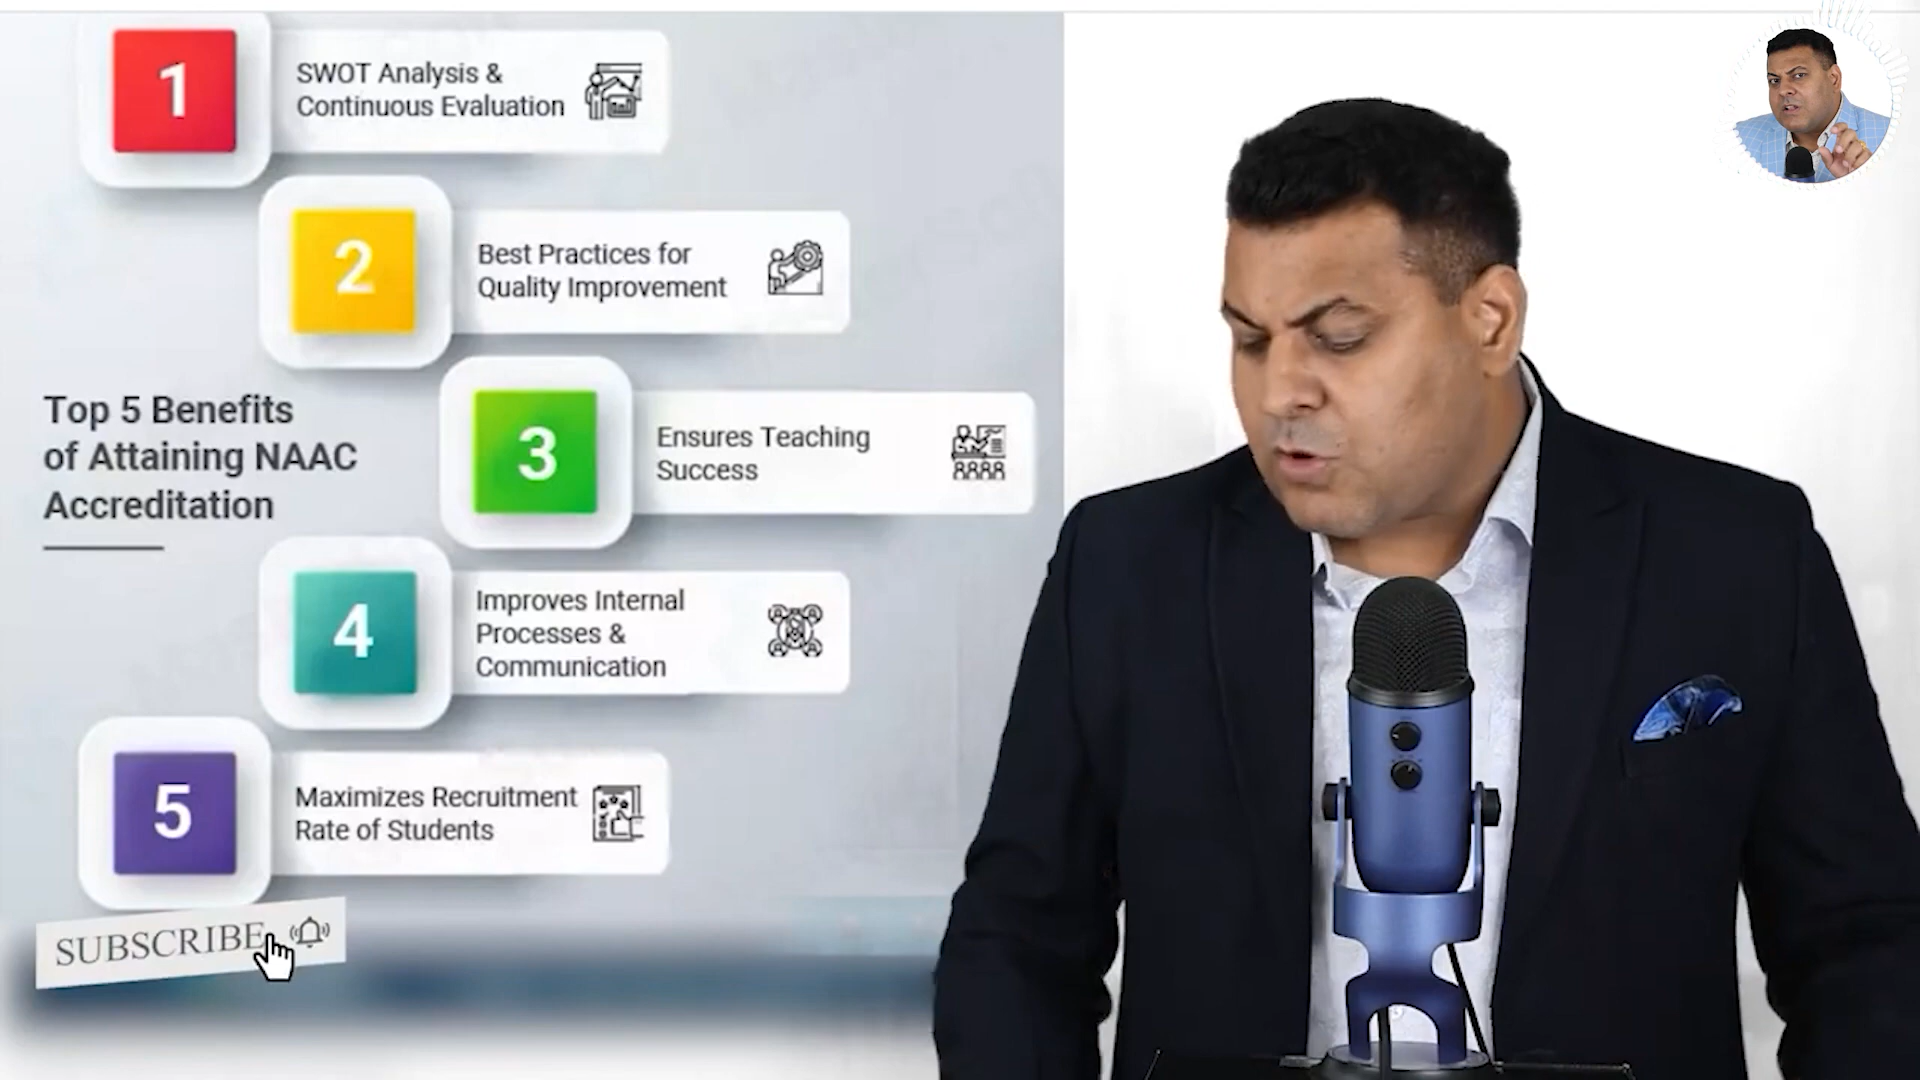 Top 5 Benefits
of Attaining NAAC
Accreditation
1
SWOT Analysis &
Continuous Evaluation
2
Best Practices for
Quality Improvement
3
Ensures Teaching
Success
4
Improves Internal
Processes &
Communication
5
Maximizes Recruitment
Rate of Students
SUBSCRIBE